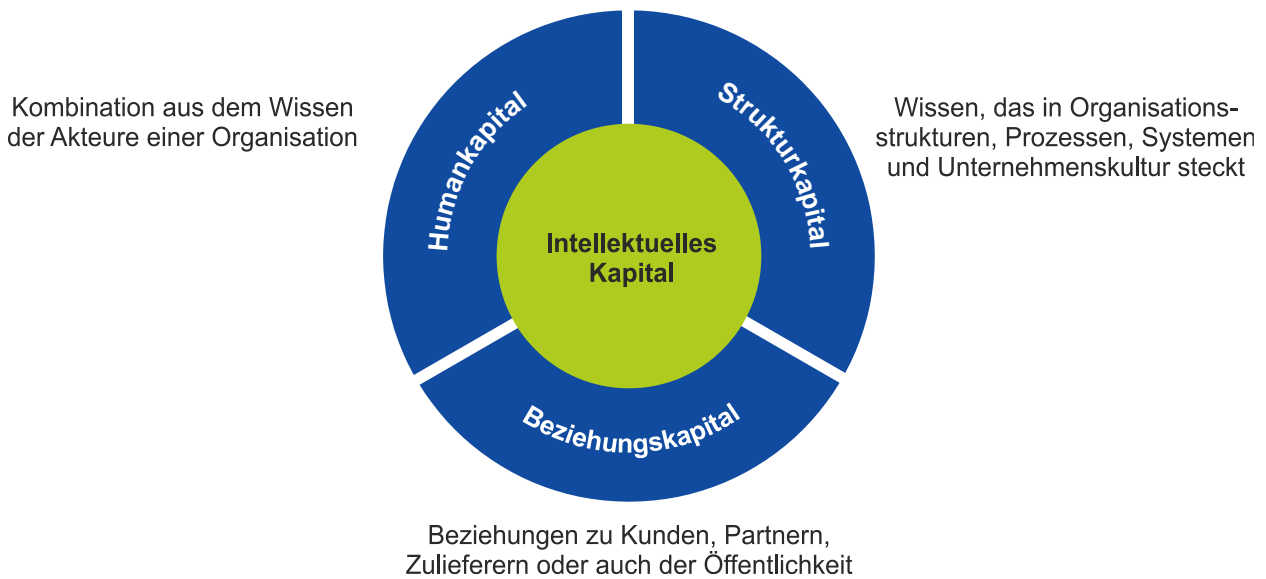 Kombination aus dem Wissen
der Akteure einer Organisation
Humankapital
Strukturkapital
Wissen, das in Organisations-
strukturen, Prozessen, Systemen
und Unternehmenskultur steckt
Intellektuelles
Kapital
Beziehungskapital
Beziehungen zu Kunden, Partnern,
Zulieferern oder auch der Öffentlichkeit